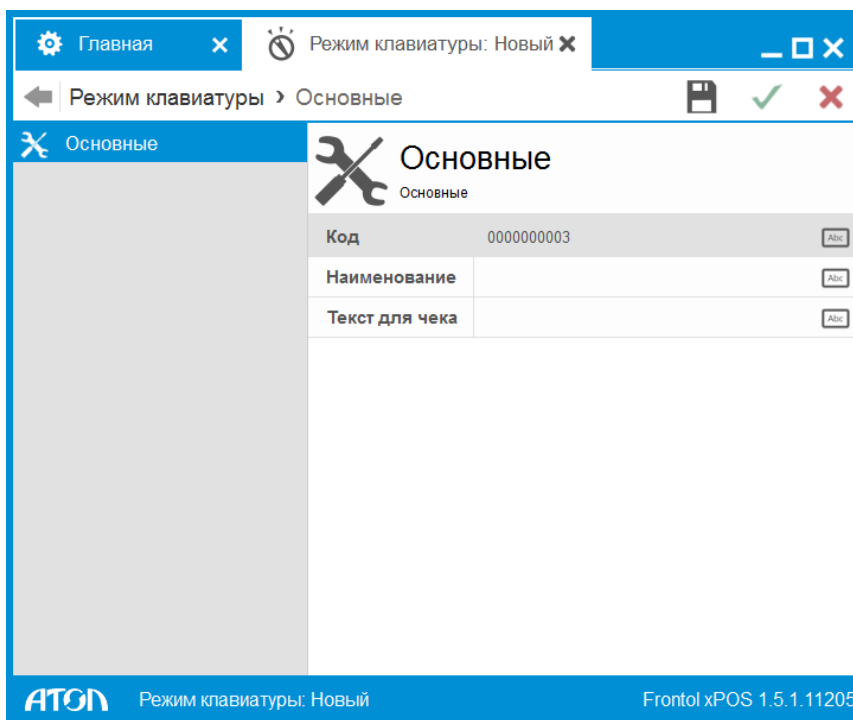 Главная
Режим клавиатуры: Новый
Режим клавиатуры › Основные
Основные
Основные
Основные
Код 0000000003 Abc
Наименование Abc
Текст для чека Abc
АТОЛ Режим клавиатуры: Новый Frontol xPOS 1.5.1.11205